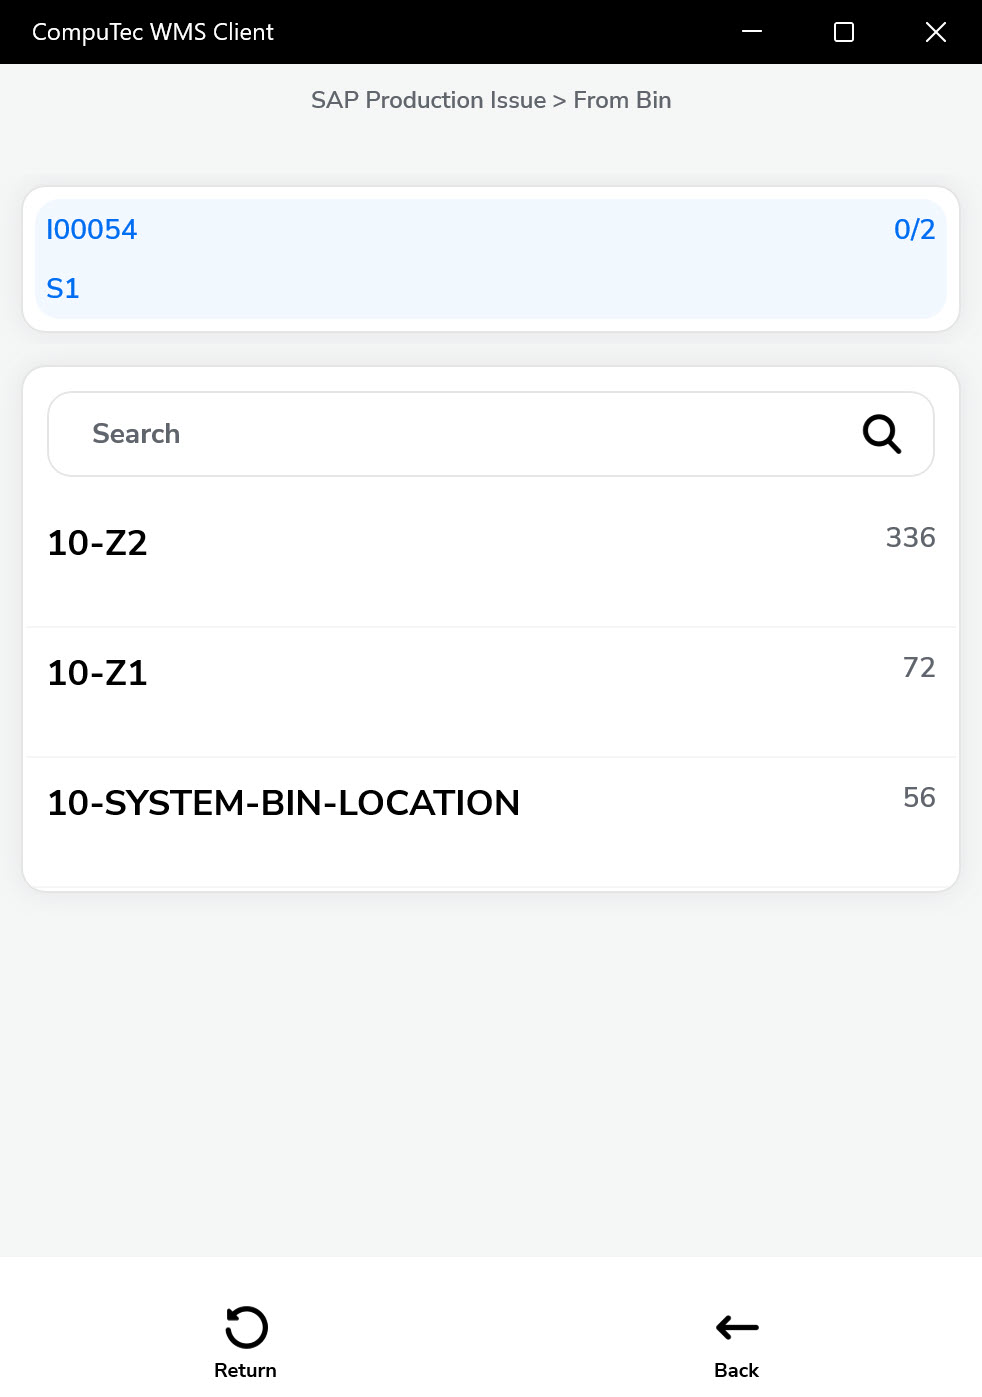 CompuTec WMS Client
SAP Production Issue > From Bin
I00054 0/2
S1
Search
10-Z2 336
10-Z1 72
10-SYSTEM-BIN-LOCATION 56
Return Back